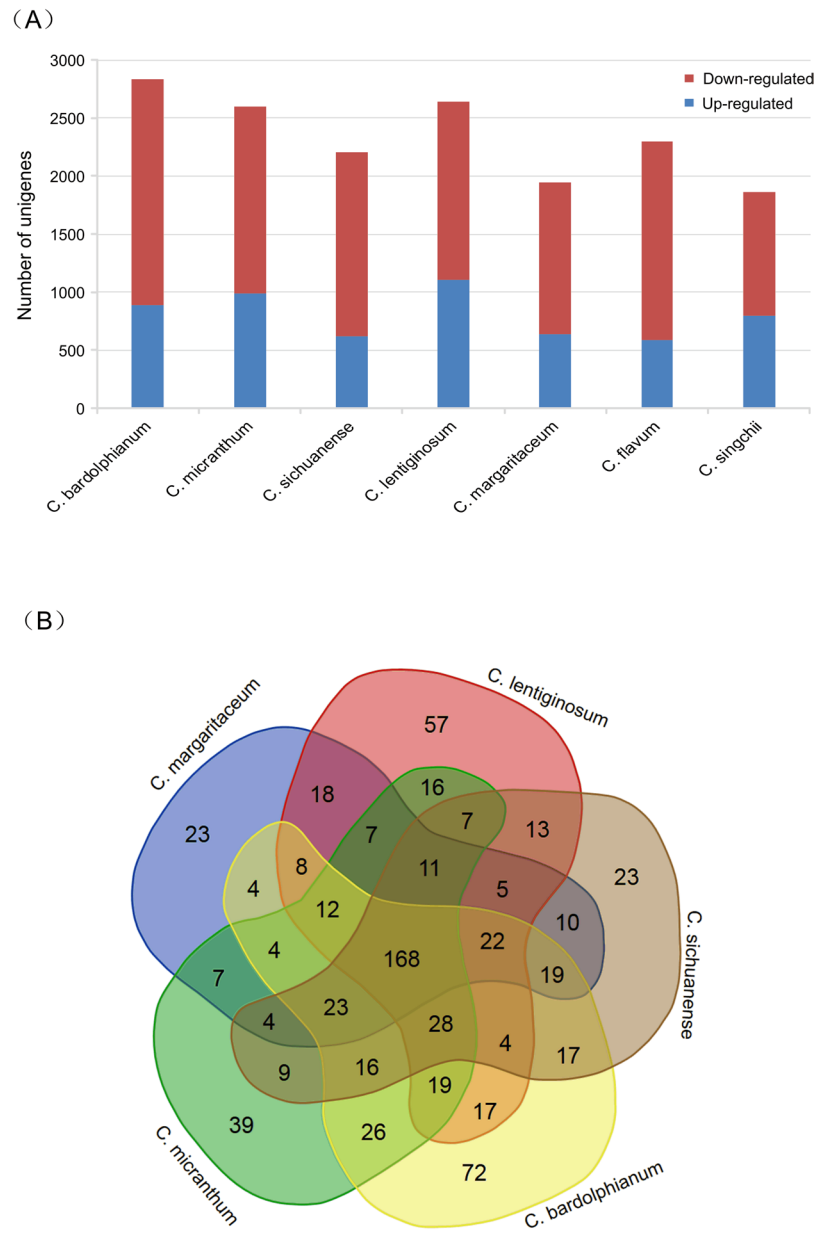 （A）
3000
2500
2000
1500
1000
500
0
Number of unigenes
Down-regulated
Up-regulated
C. bardolphianum
C. micranthum
C. sichuanense
C. lentiginosum
C. margaritaceum
C. flavum
C. singchii
（B）
C. margaritaceum
C. lentiginosum
C. sichuanense
C. bardolphianum
C. micranthum
57
18
16
7
7
13
23
8
11
5
23
4
12
10
4
168
22
19
7
4
23
28
4
17
9
16
19
17
39
26
72